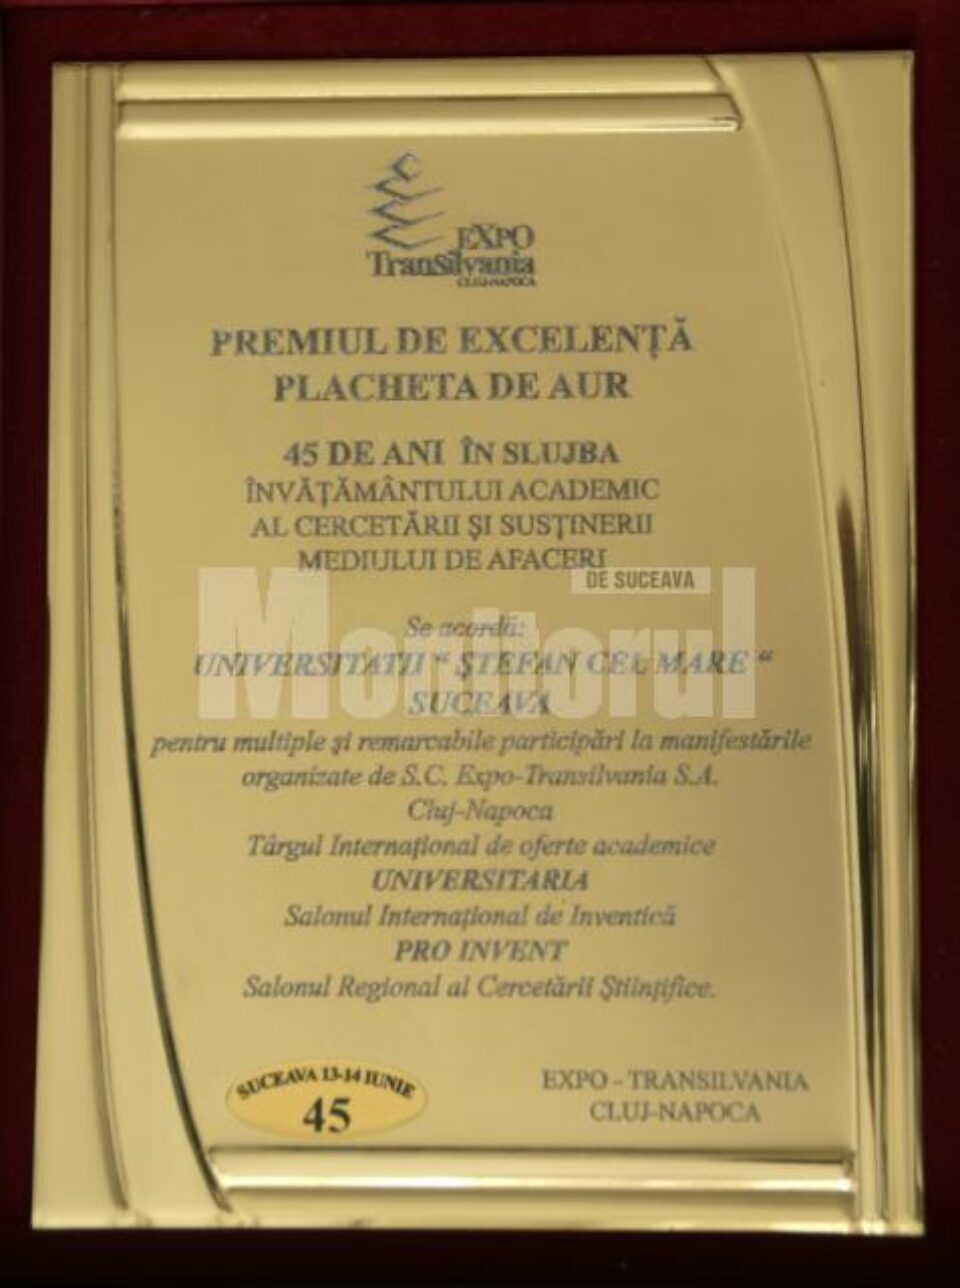 EXPO
TranSilvania
CLUJ-NAPOCA
PREMIUL DE EXCELENȚĂ
PLACHETA DE AUR
45 DE ANI ÎN SLUJBA
ÎNVĂȚĂMÂNTULUI ACADEMIC
AL CERCETĂRII ȘI SUSȚINERII
MEDIULUI DE AFACERI
DE SUCEAVA
Monitorul
Se acordă:
UNIVERSITATII “ ȘTEFAN CEL MARE “
SUCEAVA
pentru multiple și remarcabile participări la manifestările
organizate de S.C. Expo-Transilvania S.A.
Cluj-Napoca
Târgul Internațional de oferte academice
UNIVERSITARIA
Salonul Internațional de Inventică
PRO INVENT
Salonul Regional al Cercetării Științifice.
SUCEAVA 13-14 IUNIE
45
EXPO - TRANSILVANIA
CLUJ-NAPOCA